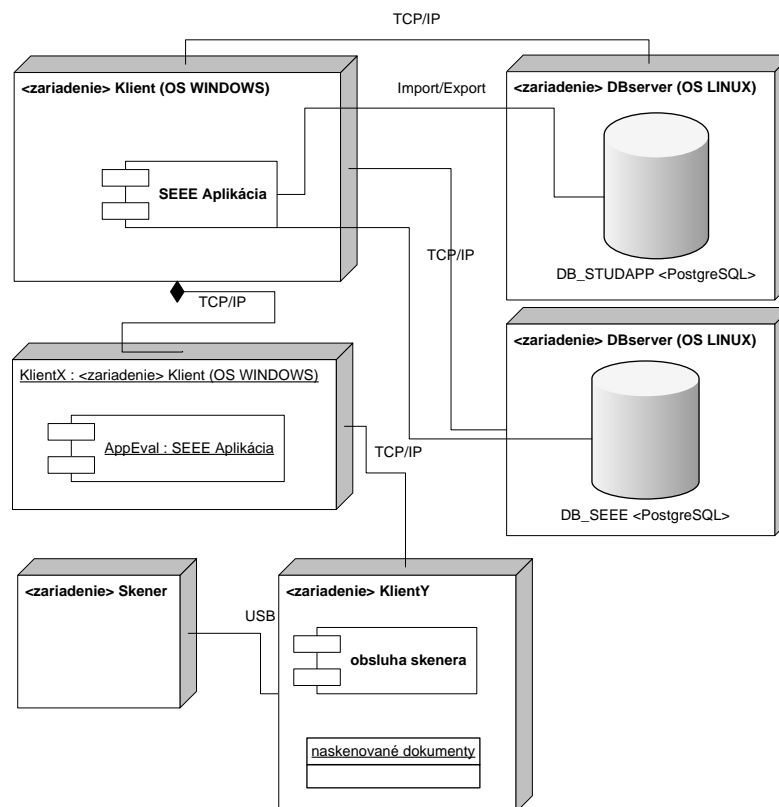 TCP/IP
<zariadenie> Klient (OS WINDOWS)
<zariadenie> DBserver (OS LINUX)
Import/Export
SEEE Aplikácia
TCP/IP
DB_STUDAPP <PostgreSQL>
TCP/IP
<zariadenie> DBserver (OS LINUX)
KlientX : <zariadenie> Klient (OS WINDOWS)
AppEval : SEEE Aplikácia
TCP/IP
DB_SEEE <PostgreSQL>
<zariadenie> Skener
<zariadenie> KlientY
USB
obsluha skenera
naskenované dokumenty